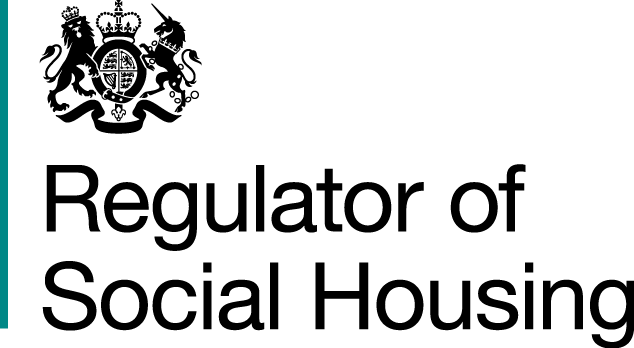 Regulator of
Social Housing